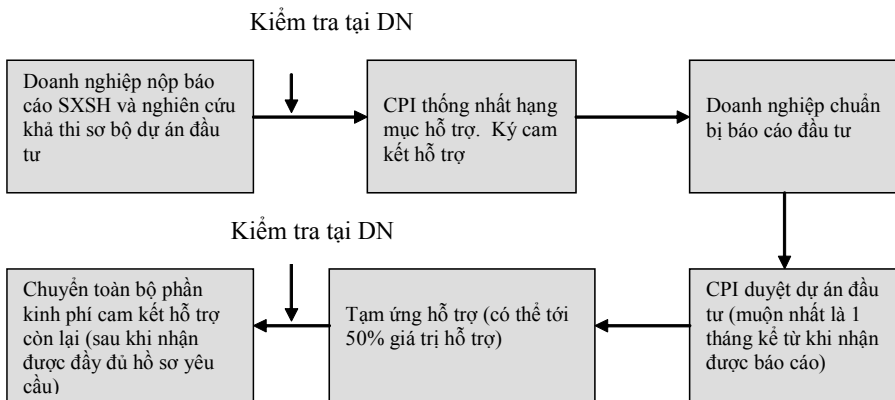 Kiểm tra tại DN
Doanh nghiệp nộp báo
cáo SXSH và nghiên cứu
khả thi sơ bộ dự án đầu
tư
CPI thống nhất hạng
mục hỗ trợ. Ký cam
kết hỗ trợ
Doanh nghiệp chuẩn
bị báo cáo đầu tư
Kiểm tra tại DN
Chuyển toàn bộ phần
kinh phí cam kết hỗ trợ
còn lại (sau khi nhận
được đầy đủ hồ sơ yêu
cầu)
Tạm ứng hỗ trợ (có thể tới
50% giá trị hỗ trợ)
CPI duyệt dự án đầu
tư (muộn nhất là 1
tháng kể từ khi nhận
được báo cáo)